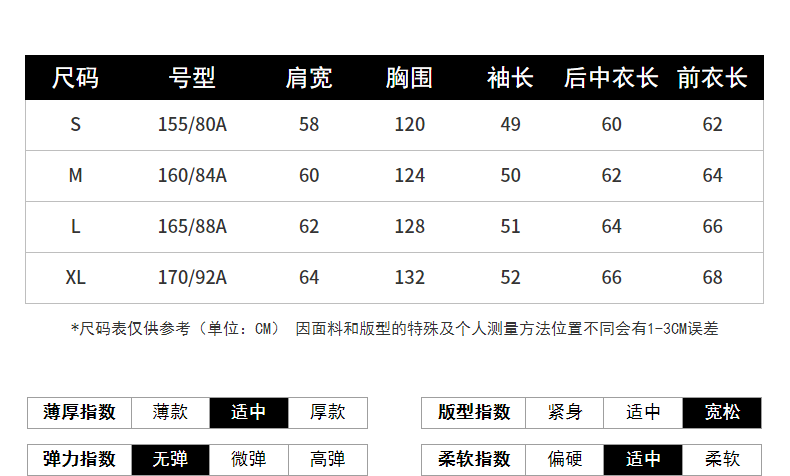 尺码 号型 肩宽 胸围 袖长 后中衣长 前衣长
S 155/80A 58 120 49 60 62
M 160/84A 60 124 50 62 64
L 165/88A 62 128 51 64 66
XL 170/92A 64 132 52 66 68
*尺码表仅供参考（单位：CM） 因面料和版型的特殊及个人测量方法位置不同会有1-3CM误差
薄厚指数 薄款 适中 厚款 版型指数 紧身 适中 宽松
弹力指数 无弹 微弹 高弹 柔软指数 偏硬 适中 柔软